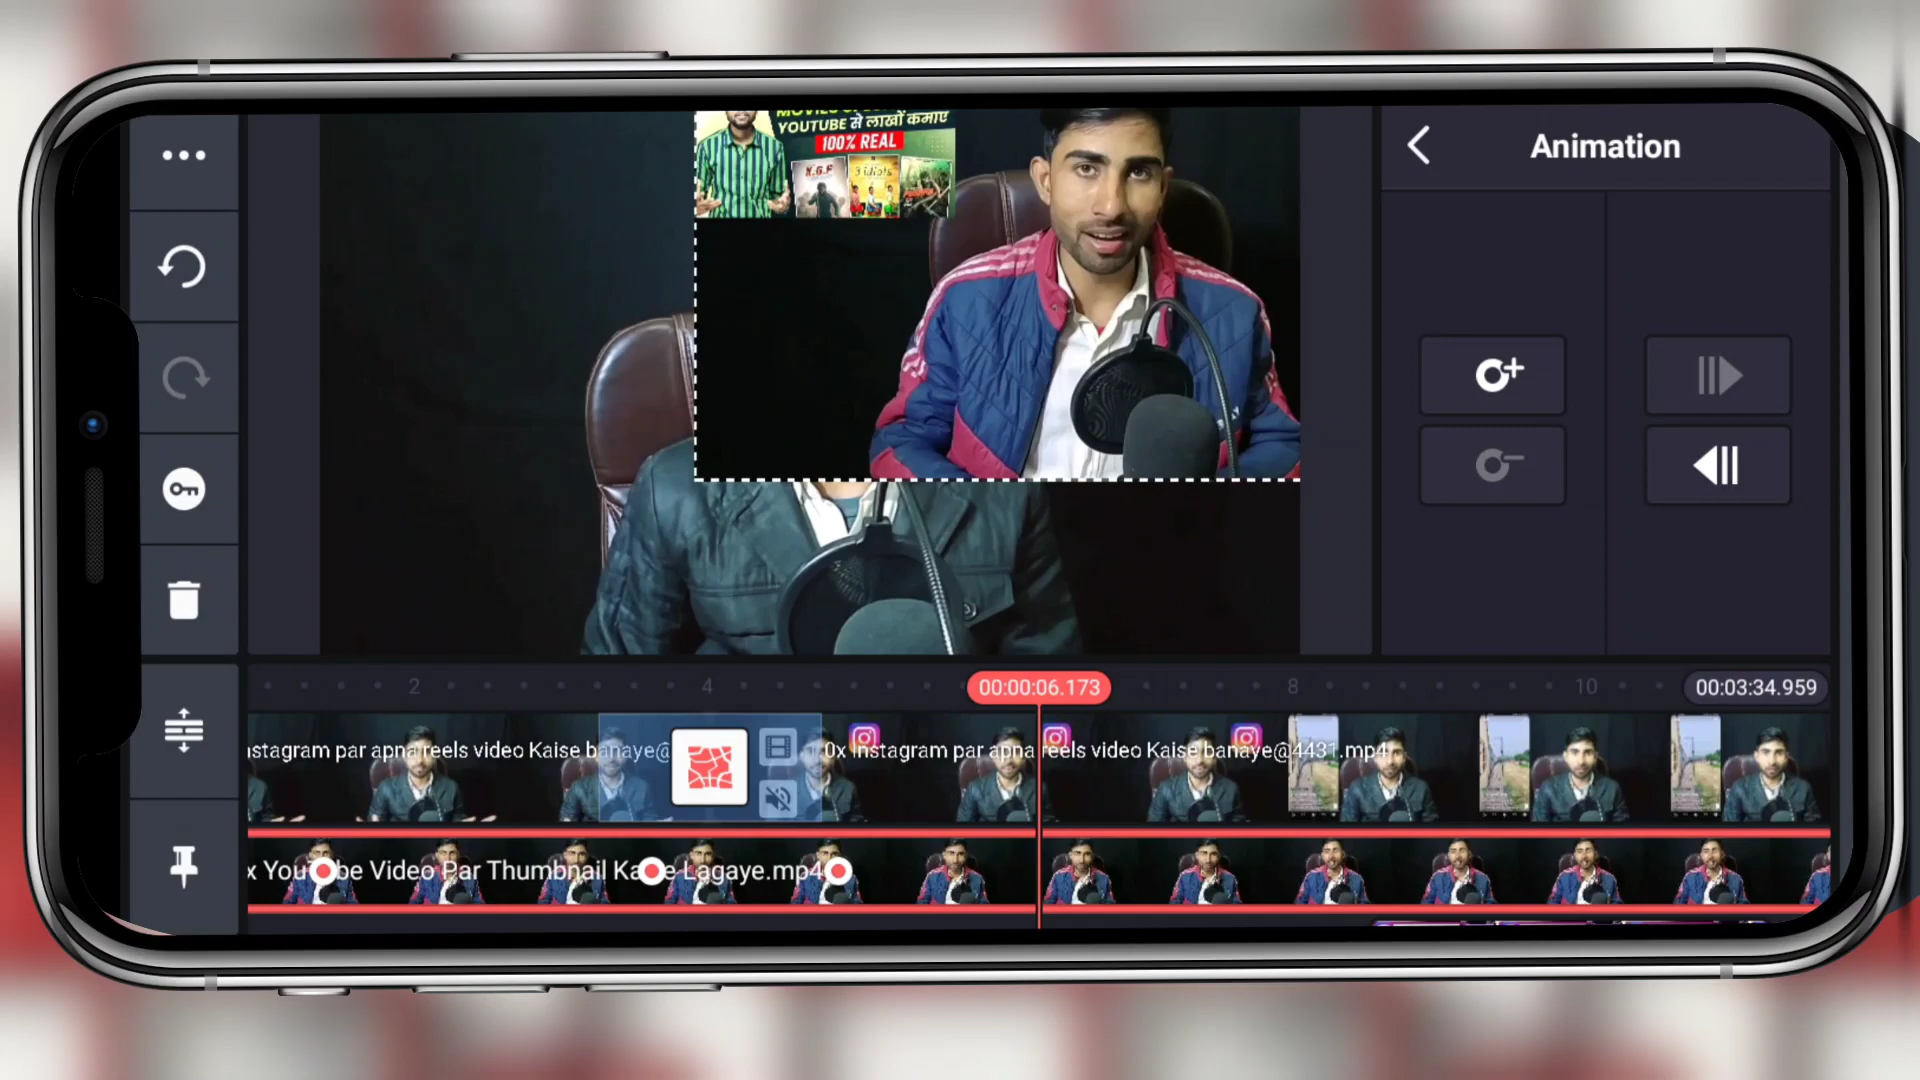 YOUTUBE से लाखों कमाए
100% REAL
K.G.F
3 idiots
Animation
2
4
00:00:06.173
8
10
00:03:34.959
nstagram par apna reels video Kaise banaye@
0x Instagram par apna reels video Kaise banaye@4431.mp4
x YouTube Video Par Thumbnail Kaise Lagaye.mp4